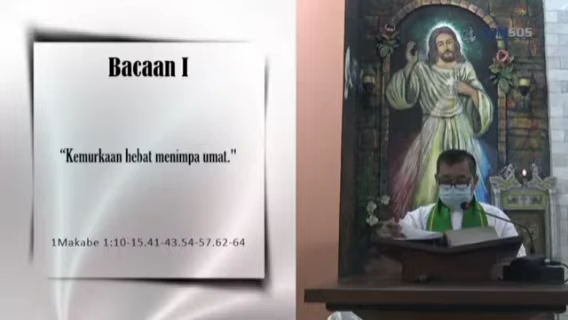 Bacaan I
“Kemurkaan hebat menimpa umat."
1Makabe 1:10-15.41-43.54-57.62-64
SOS